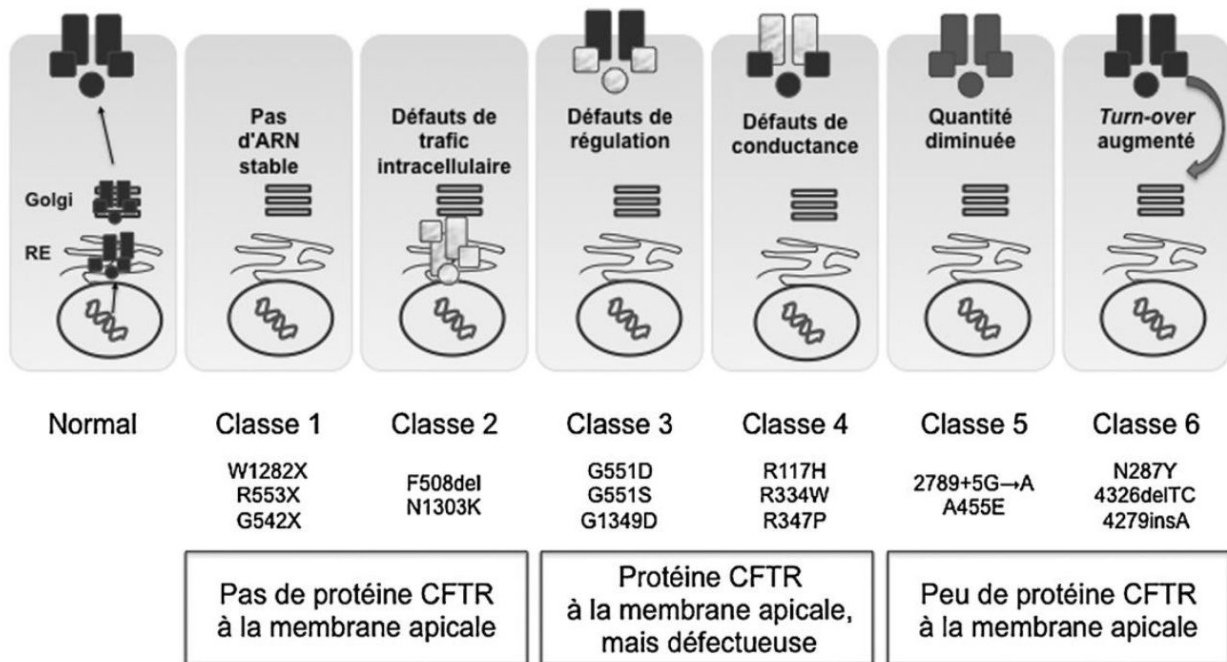 Pas
d'ARN
stable
Défauts de
trafic
intracellulaire
Défauts de
régulation
Défauts de
conductance
Quantité
diminuée
Turn-over
augmenté
Golgi
RE
Normal
Classe 1
Classe 2
Classe 3
Classe 4
Classe 5
Classe 6
W1282X
R553X
G542X
F508del
N1303K
G551D
G551S
G1349D
R117H
R334W
R347P
2789+5G→A
A455E
N287Y
4326delTC
4279insA
Pas de protéine CFTR
à la membrane apicale
Protéine CFTR
à la membrane apicale,
mais défectueuse
Peu de protéine CFTR
à la membrane apicale